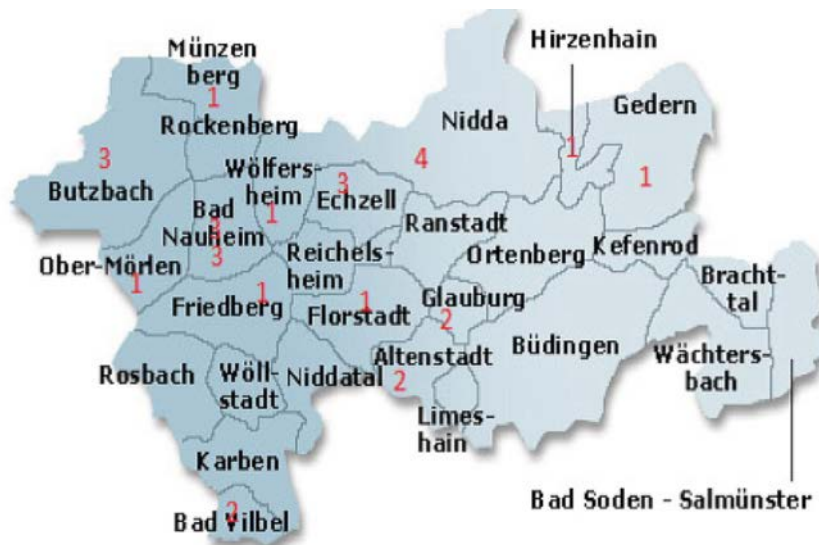 Münzen
berg
1
Rockenberg
Hirzenhain
Gedern
Nidda
1
1
3
Butzbach
Wölfers-
heim
1
3
Echzell
4
Bad
Nauheim
3
3
Ranstadt
Ortenberg
Kefenrod
Ober-Mörlen
1
Reichels-
heim
Bracht-
tal
Friedberg
1
1
Florstadt
Glauburg
2
Büdingen
Wächters-
bach
Rosbach
Wöll-
stadt
Niddatal
Altenstadt
2
Limes-
hain
Karben
2
Bad Vilbel
Bad Soden - Salmünster